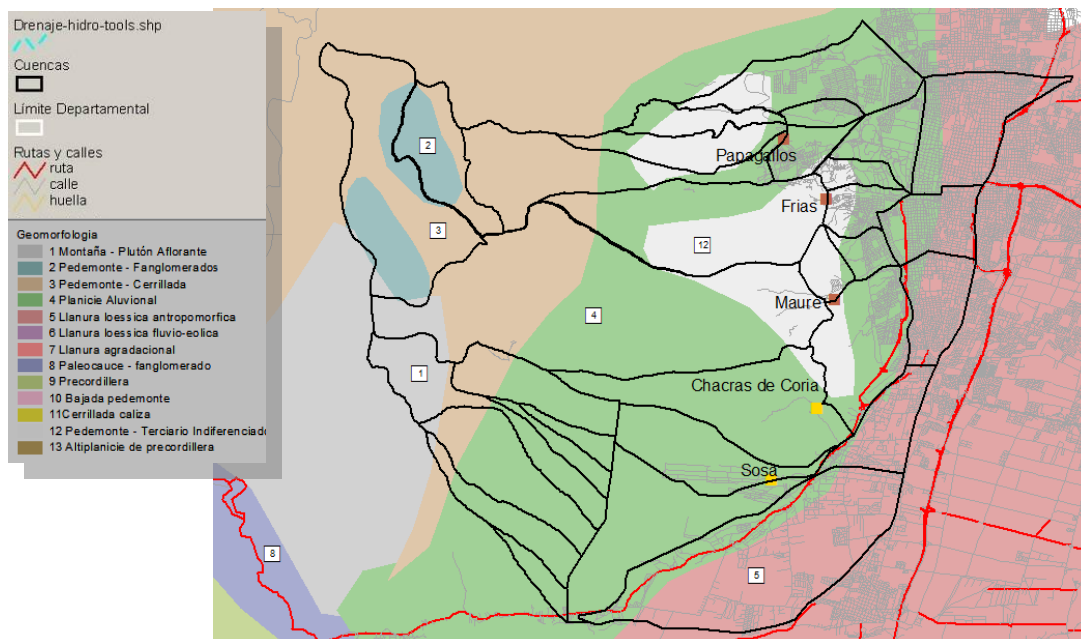 Drenaje-hidro-tools.shp
Cuencas
Límite Departamental
Rutas y calles
ruta
calle
huella
Geomorfologia
1 Montaña - Plutón Aflorante
2 Pedemonte - Fanglomerados
3 Pedemonte - Cerrillada
4 Planicie Aluvional
5 Llanura loessica antropomorfica
6 Llanura loessica fluvio-eolica
7 Llanura agradacional
8 Paleocauce - fanglomerado
9 Precordillera
10 Bajada pedemonte
11Cerrillada caliza
12 Pedemonte - Terciario Indiferenciado
13 Altiplanicie de precordillera
2
Papagallos
Frias
3
12
Maure
4
1
Chacras de Coria
Sosa
8
5